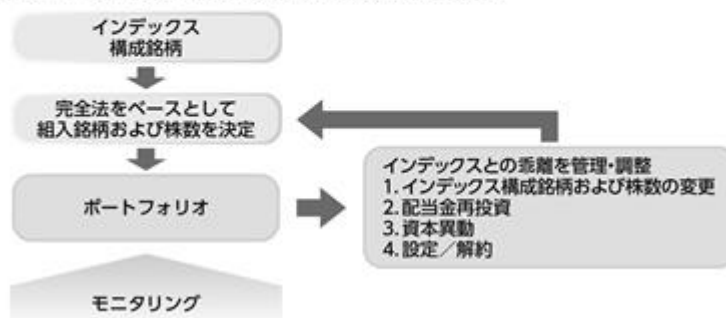 インデックス
構成銘柄
完全法をベースとして
組入銘柄および株数を決定
ポートフォリオ
モニタリング
インデックスとの乖離を管理・調整
1.インデックス構成銘柄および株数の変更
2.配当金再投資
3.資本異動
4.設定／解約